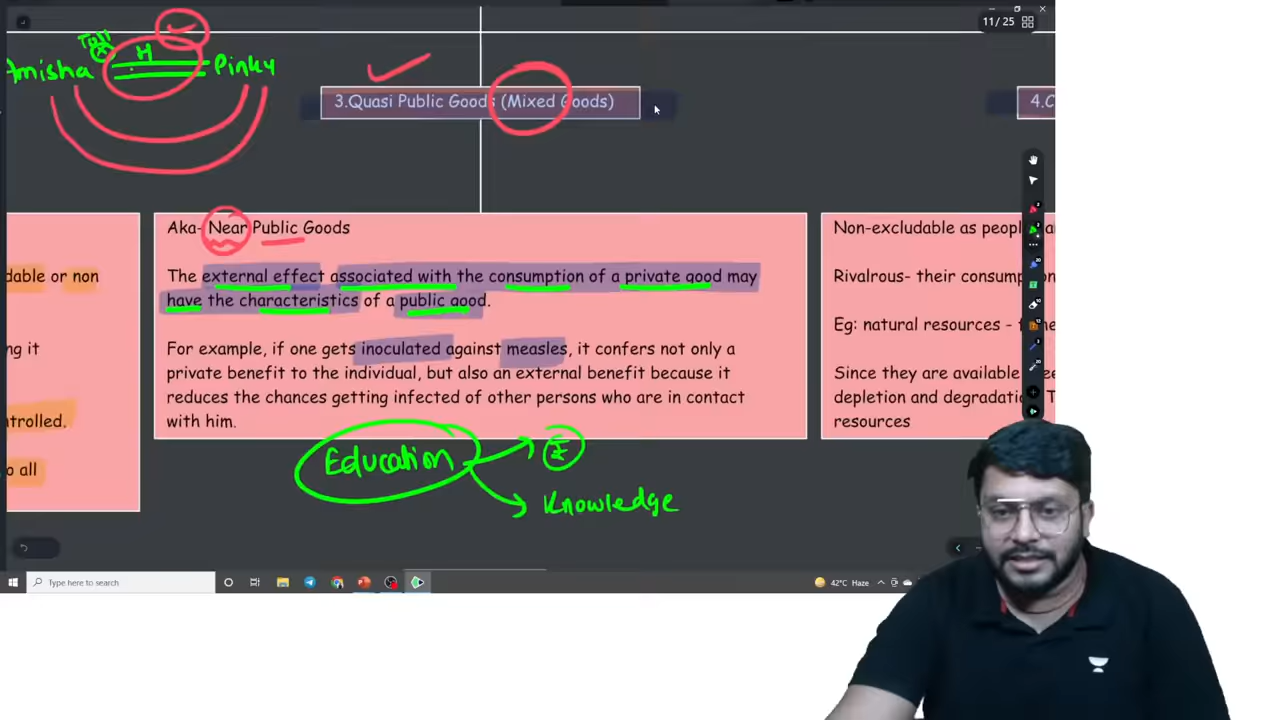 11 / 25
Toll
Amisha
H
Pinky
3.Quasi Public Goods (Mixed Goods)
4.C
dable or non
ng it
ntrolled.
o all
Aka- Near Public Goods
The external effect associated with the consumption of a private good may
have the characteristics of a public good.
For example, if one gets inoculated against measles, it confers not only a
private benefit to the individual, but also an external benefit because it
reduces the chances getting infected of other persons who are in contact
with him.
Non-excludable as people
Rivalrous- their consump
Eg: natural resources -
Since they are available
depletion and degradati
resources
Education
₹
Knowledge
Type here to search
42°C Haze